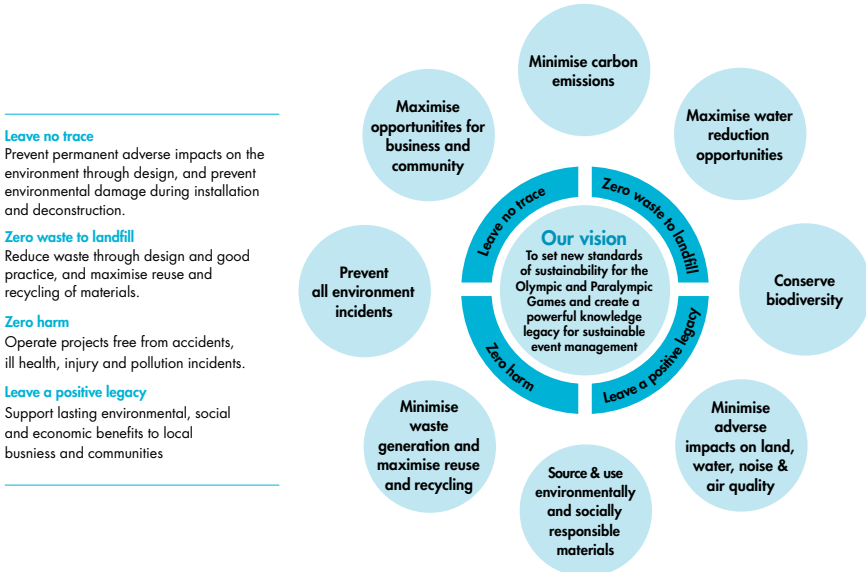 Leave no trace
Prevent permanent adverse impacts on the
environment through design, and prevent
environmental damage during installation
and deconstruction.
Zero waste to landfill
Reduce waste through design and good
practice, and maximise reuse and
recycling of materials.
Zero harm
Operate projects free from accidents,
ill health, injury and pollution incidents.
Leave a positive legacy
Support lasting environmental, social
and economic benefits to local
busniess and communities
Minimise carbon
emissions
Maximise
opportunitites for
business and
community
Maximise water
reduction
opportunities
Leave no trace
Zero waste to landfill
Our vision
To set new standards
of sustainability for the
Olympic and Paralympic
Games and create a
powerful knowledge
legacy for sustainable
event management
Prevent
all environment
incidents
Conserve
biodiversity
Zero harm
Leave a positive legacy
Minimise
waste
generation and
maximise reuse
and recycling
Minimise
adverse
impacts on land,
water, noise &
air quality
Source & use
environmentally
and socially
responsible
materials